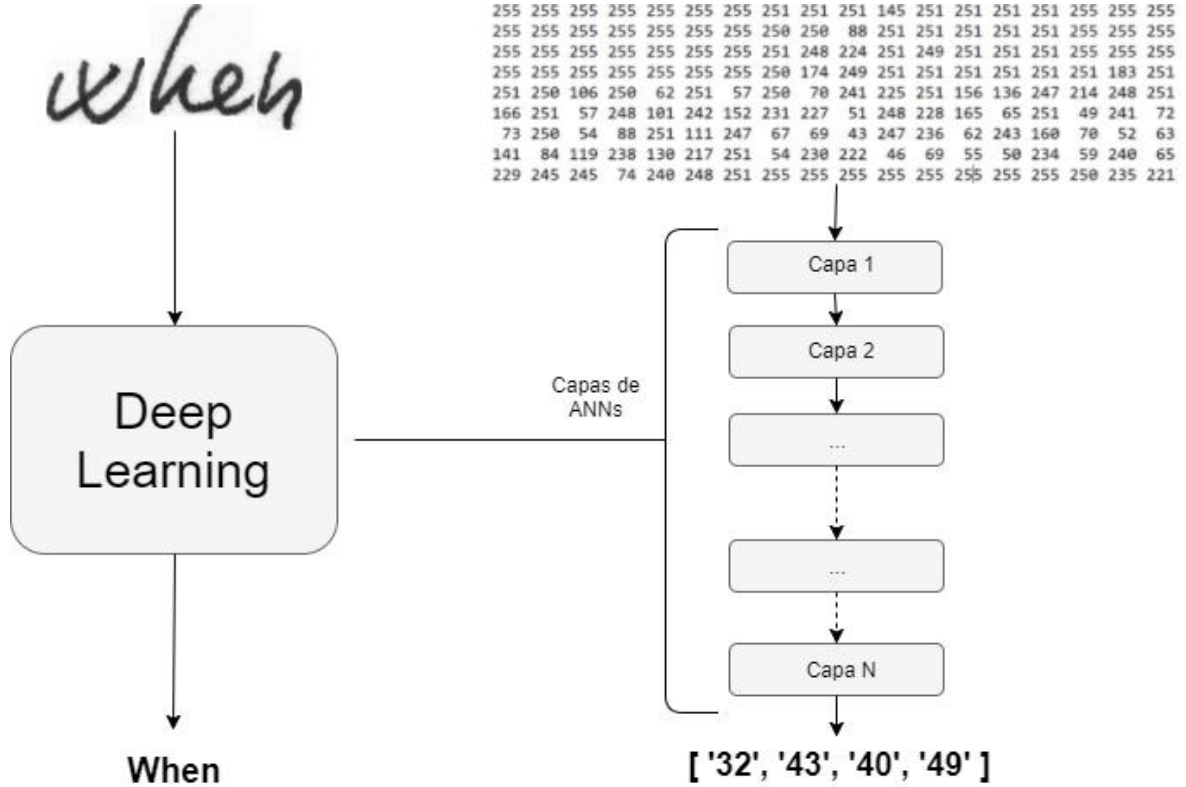 when
255 255 255 255 255 255 255 251 251 251 145 251 251 251 251 255 255 255
255 255 255 255 255 255 255 250 250 88 251 251 251 251 251 255 255 255
255 255 255 255 255 255 255 251 248 224 251 249 251 251 251 255 255 255
255 255 255 255 255 255 255 250 174 249 251 251 251 251 251 251 183 251
251 250 106 250 62 251 57 250 70 241 225 251 156 136 247 214 248 251
166 251 57 248 101 242 152 231 227 51 248 228 165 65 251 49 241 72
73 250 54 88 251 111 247 67 69 43 247 236 62 243 160 70 52 63
141 84 119 238 130 217 251 54 230 222 46 69 55 50 234 59 240 65
229 245 245 74 240 248 251 255 255 255 255 255 255 255 255 250 235 221
Deep
Learning
When
Capas de
ANNs
Capa 1
Capa 2
...
...
Capa N
[ '32', '43', '40', '49' ]